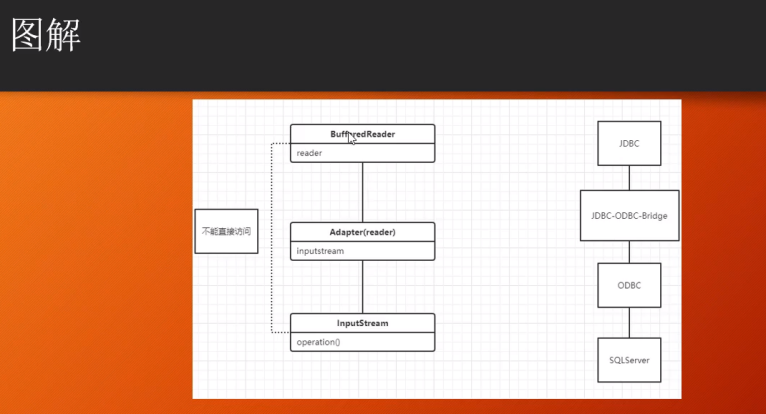 图解
BufferedReader
reader
不能直接访问
Adapter(reader)
inputstream
InputStream
operation()
JDBC
JDBC-ODBC-Bridge
ODBC
SQLServer